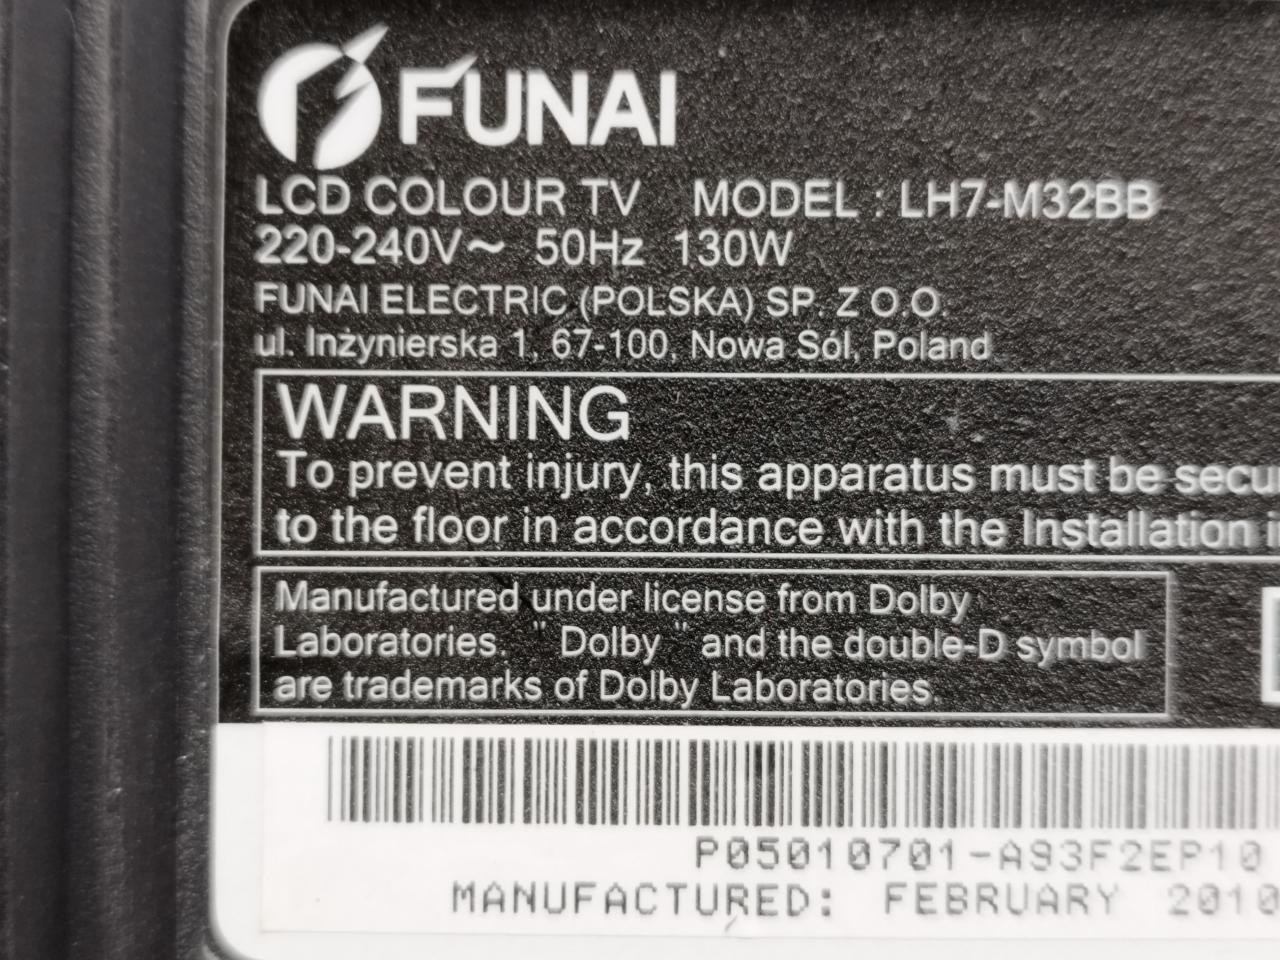 FUNAI
LCD COLOUR TV MODEL : LH7-M32BB
220-240V~ 50Hz 130W
FUNAI ELECTRIC (POLSKA) SP. Z O.O.
ul. Inżynierska 1, 67-100, Nowa Sól, Poland
WARNING
To prevent injury, this apparatus must be secu
to the floor in accordance with the Installation i
Manufactured under license from Dolby
Laboratories. " Dolby " and the double-D symbol
are trademarks of Dolby Laboratories.
P05010701-A93F2EP10
MANUFACTURED: FEBRUARY 2010